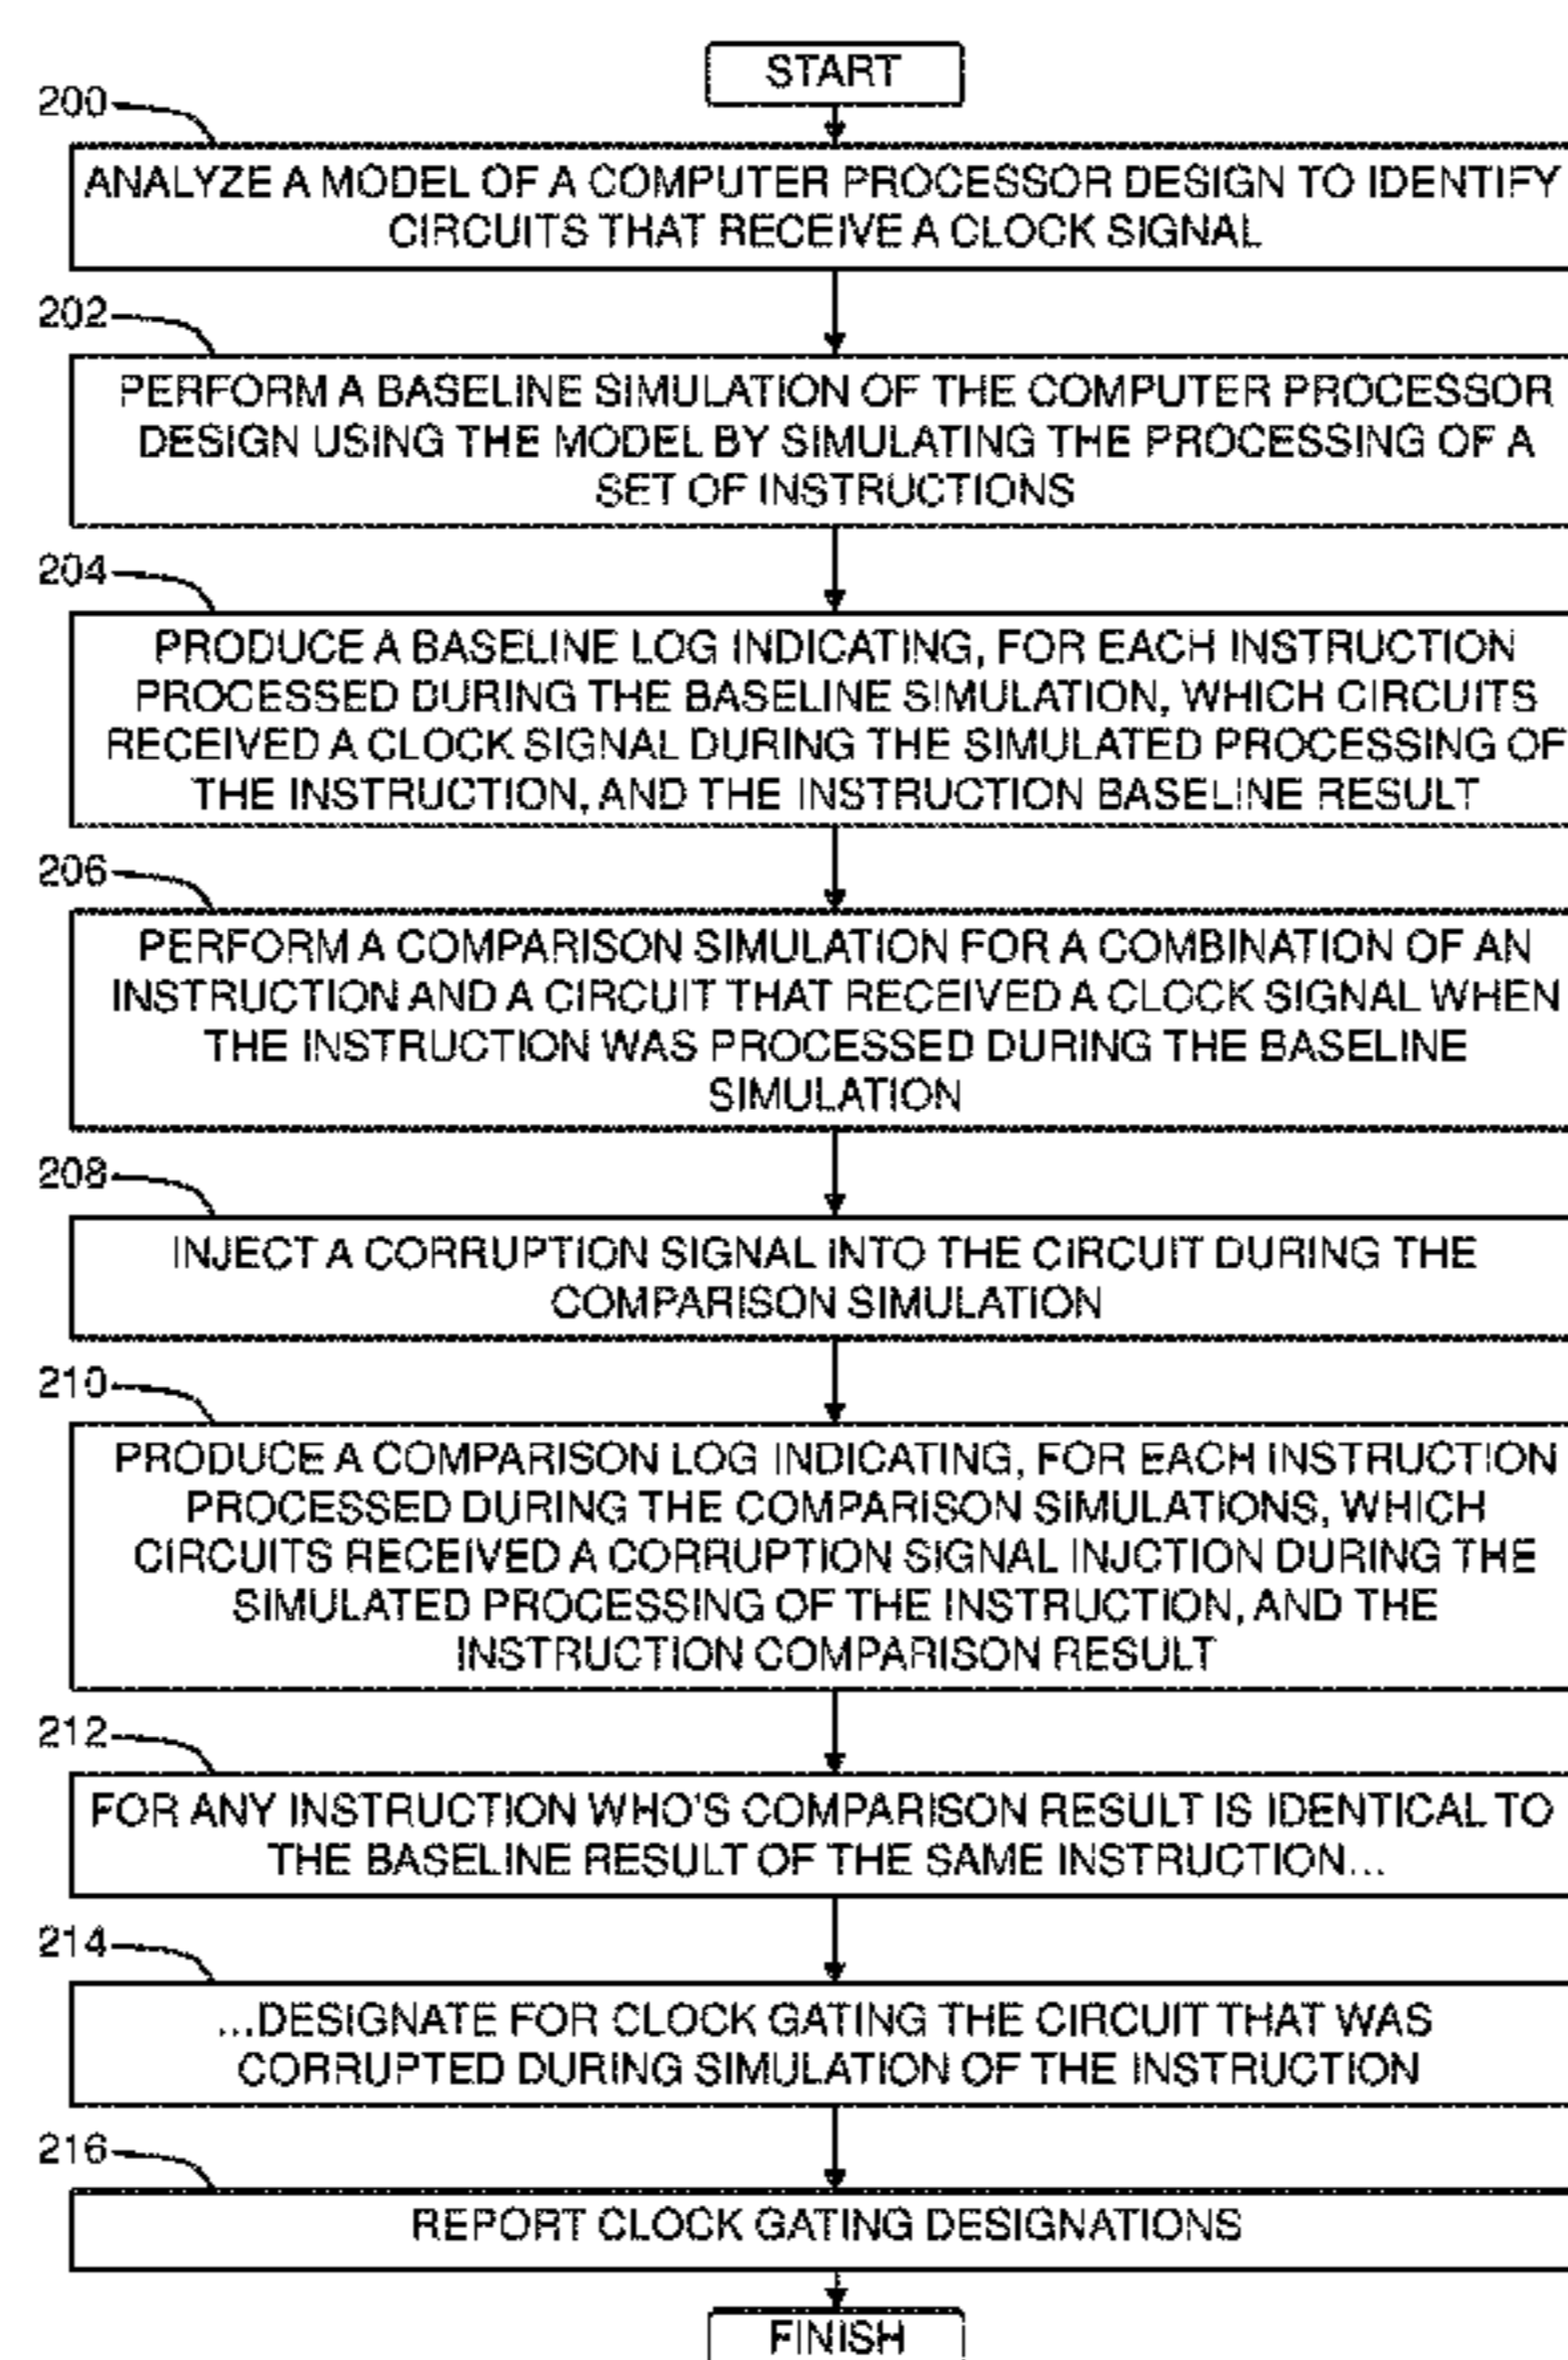 START
200
ANALYZE A MODEL OF A COMPUTER PROCESSOR DESIGN TO IDENTIFY
CIRCUITS THAT RECEIVE A CLOCK SIGNAL
202
PERFORM A BASELINE SIMULATION OF THE COMPUTER PROCESSOR
DESIGN USING THE MODEL BY SIMULATING THE PROCESSING OF A
SET OF INSTRUCTIONS
204
PRODUCE A BASELINE LOG INDICATING, FOR EACH INSTRUCTION
PROCESSED DURING THE BASELINE SIMULATION, WHICH CIRCUITS
RECEIVED A CLOCK SIGNAL DURING THE SIMULATED PROCESSING OF
THE INSTRUCTION, AND THE INSTRUCTION BASELINE RESULT
206
PERFORM A COMPARISON SIMULATION FOR A COMBINATION OF AN
INSTRUCTION AND A CIRCUIT THAT RECEIVED A CLOCK SIGNAL WHEN
THE INSTRUCTION WAS PROCESSED DURING THE BASELINE
SIMULATION
208
INJECT A CORRUPTION SIGNAL INTO THE CIRCUIT DURING THE
COMPARISON SIMULATION
210
PRODUCE A COMPARISON LOG INDICATING, FOR EACH INSTRUCTION
PROCESSED DURING THE COMPARISON SIMULATIONS, WHICH
CIRCUITS RECEIVED A CORRUPTION SIGNAL INJCTION DURING THE
SIMULATED PROCESSING OF THE INSTRUCTION, AND THE
INSTRUCTION COMPARISON RESULT
212
FOR ANY INSTRUCTION WHO'S COMPARISON RESULT IS IDENTICAL TO
THE BASELINE RESULT OF THE SAME INSTRUCTION...
214
...DESIGNATE FOR CLOCK GATING THE CIRCUIT THAT WAS
CORRUPTED DURING SIMULATION OF THE INSTRUCTION
216
REPORT CLOCK GATING DESIGNATIONS
FINISH